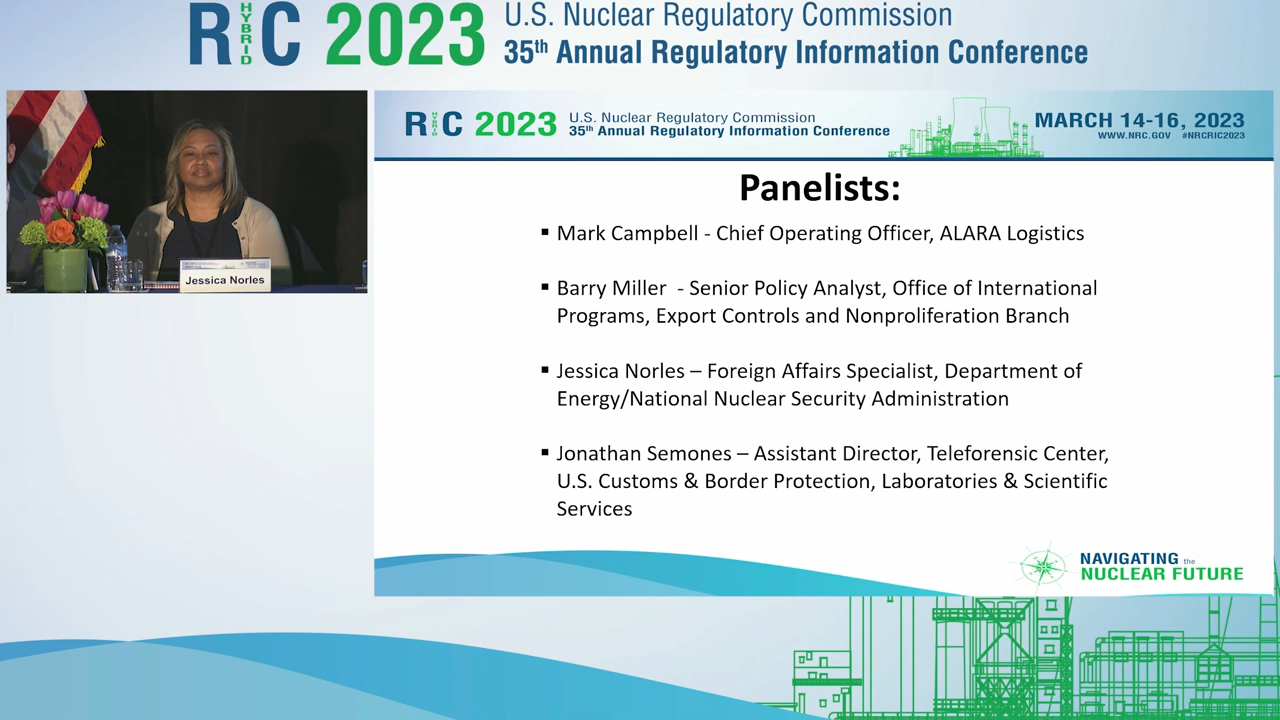 RIC 2023
HYBRID
U.S. Nuclear Regulatory Commission
35th Annual Regulatory Information Conference
RIC 2023
HYBRID
U.S. Nuclear Regulatory Commission
35th Annual Regulatory Information Conference
MARCH 14-16, 2023
WWW.NRC.GOV #NRCRIC2023
Jessica Norles
Panelists:
▪ Mark Campbell - Chief Operating Officer, ALARA Logistics
▪ Barry Miller - Senior Policy Analyst, Office of International
Programs, Export Controls and Nonproliferation Branch
▪ Jessica Norles – Foreign Affairs Specialist, Department of
Energy/National Nuclear Security Administration
▪ Jonathan Semones – Assistant Director, Teleforensic Center,
U.S. Customs & Border Protection, Laboratories & Scientific
Services
NAVIGATING the
NUCLEAR FUTURE